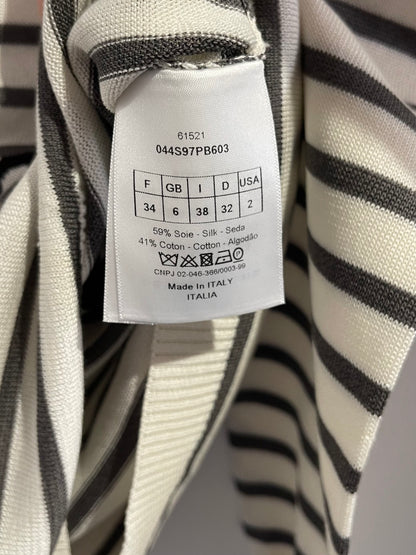 61521
044S97PB603
F GB I D USA
34 6 38 32 2
59% Soie - Silk - Seda
41% Coton - Cotton - Algodão
CNPJ 02-046-366/0003-99
Made In ITALY
ITALIA